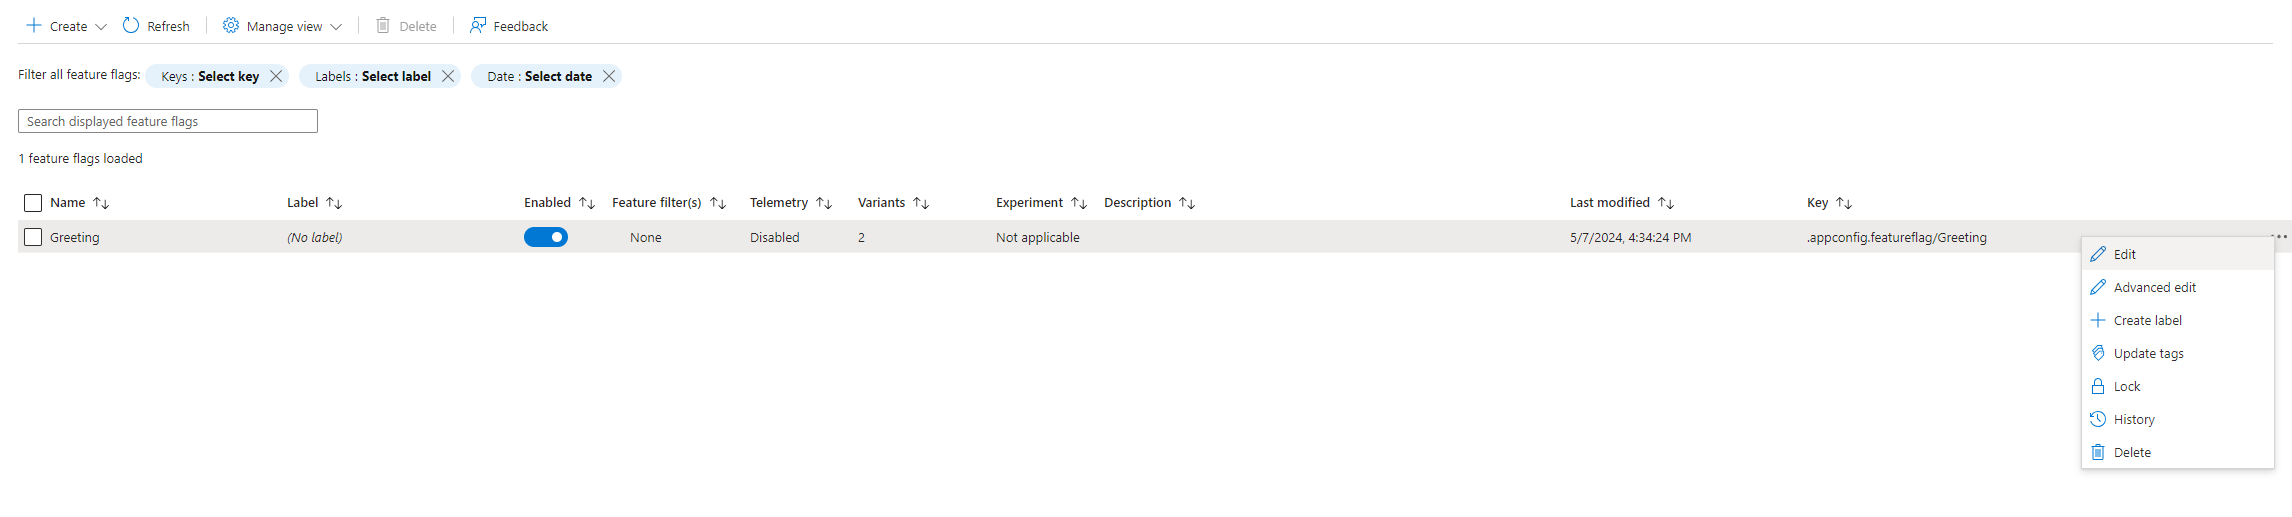 Create Refresh Manage view Delete Feedback
Filter all feature flags: Keys : Select key Labels : Select label Date : Select date
Search displayed feature flags
1 feature flags loaded
Name Label Enabled Feature filter(s) Telemetry Variants Experiment Description Last modified Key
Greeting (No label) None Disabled 2 Not applicable 5/7/2024, 4:34:24 PM .appconfig.featureflag/Greeting
Edit
Advanced edit
Create label
Update tags
Lock
History
Delete